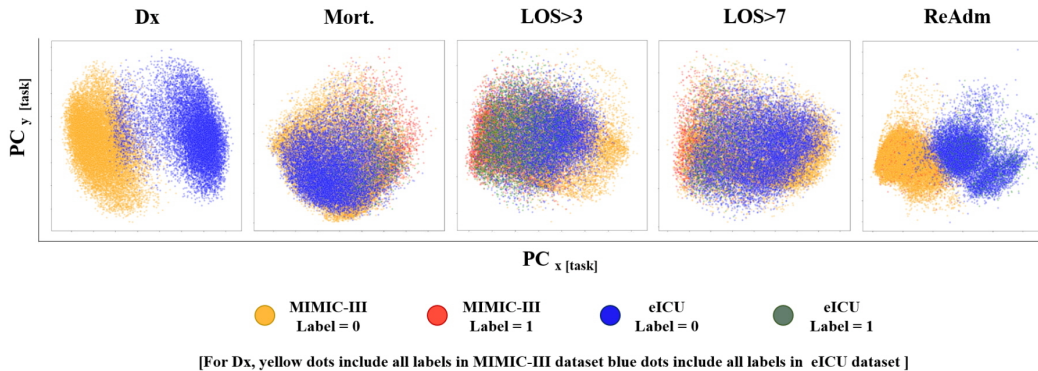 Dx Mort. LOS>3 LOS>7 ReAdm
PC y [task]
PC x [task]
MIMIC-III MIMIC-III eICU eICU
Label = 0 Label = 1 Label = 0 Label = 1
[For Dx, yellow dots include all labels in MIMIC-III dataset blue dots include all labels in eICU dataset ]